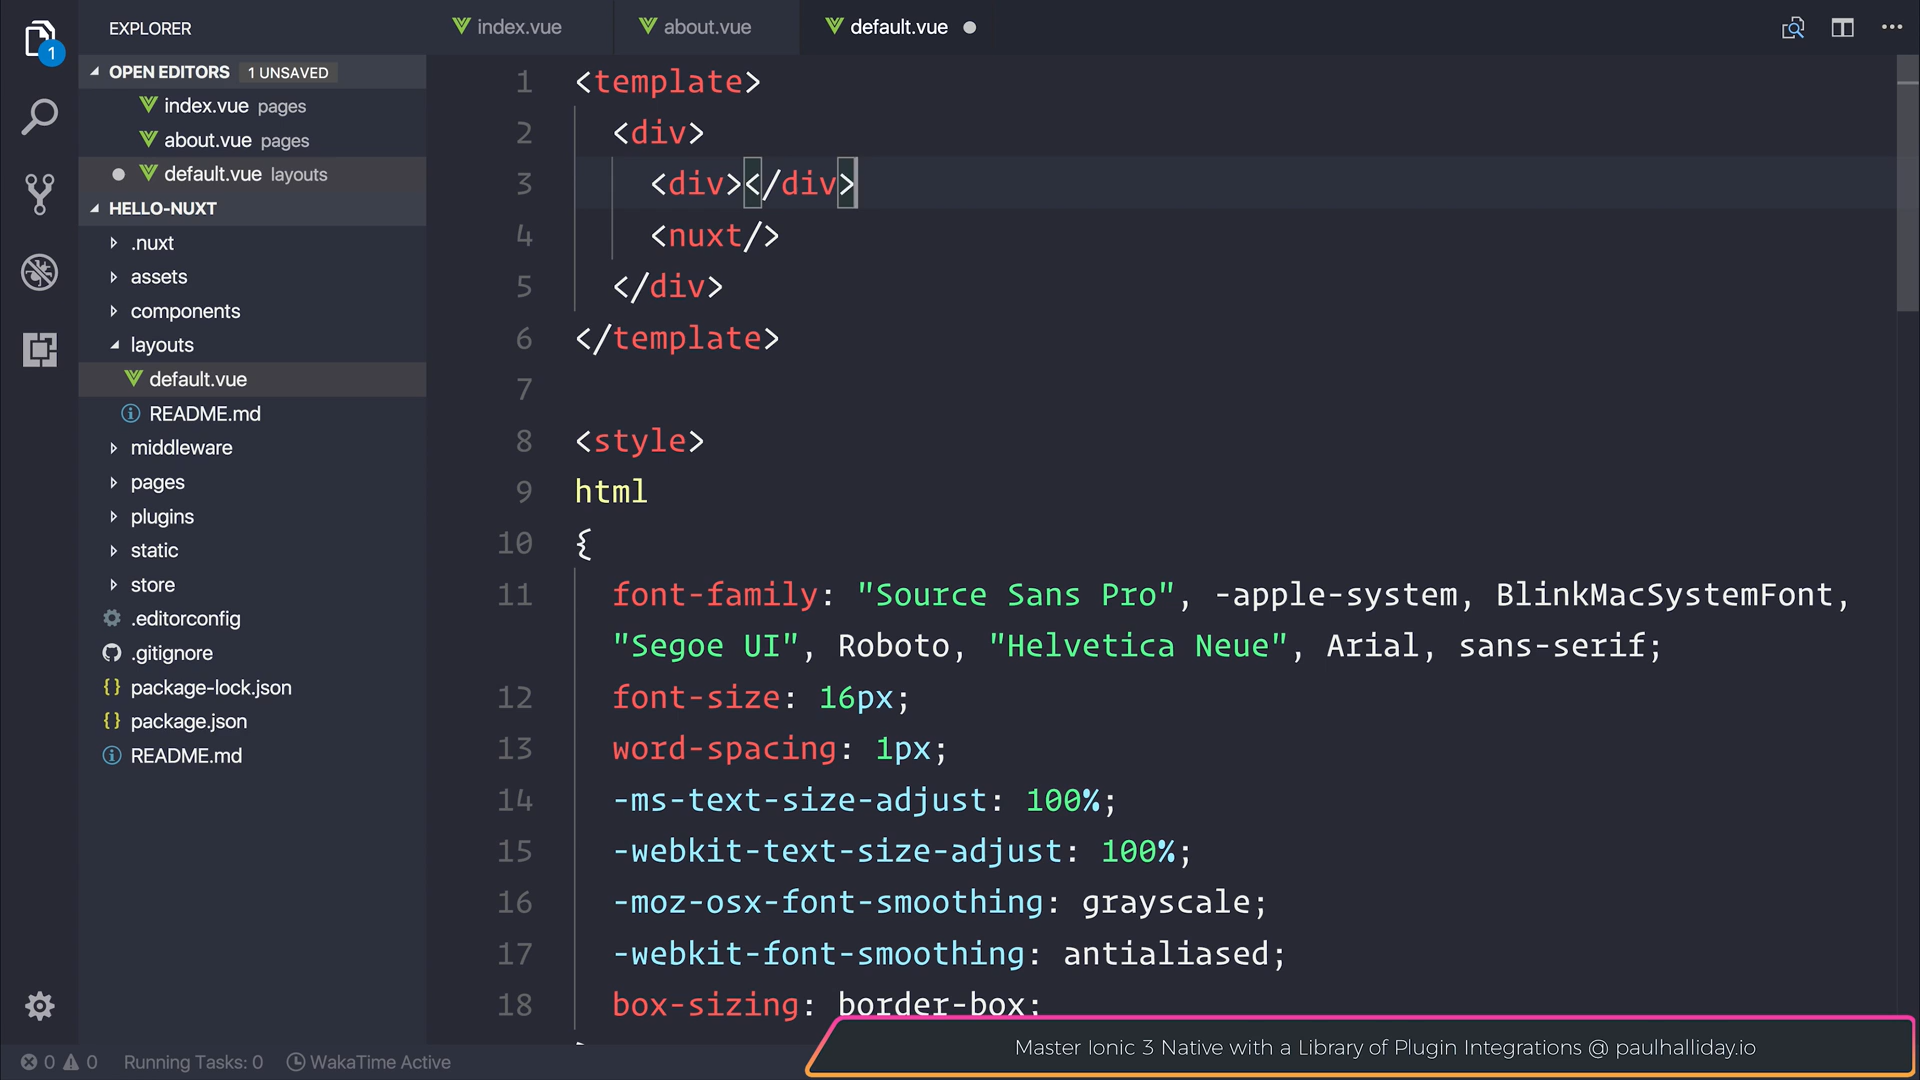 EXPLORER
index.vue
about.vue
default.vue
1
OPEN EDITORS 1 UNSAVED
index.vue pages
about.vue pages
default.vue layouts
HELLO-NUXT
.nuxt
assets
components
layouts
default.vue
README.md
middleware
pages
plugins
static
store
.editorconfig
.gitignore
{} package-lock.json
{} package.json
README.md
1 <template>
2 <div>
3 <div></div>
4 <nuxt/>
5 </div>
6 </template>
7
8 <style>
9 html
10 {
11 font-family: "Source Sans Pro", -apple-system, BlinkMacSystemFont,
"Segoe UI", Roboto, "Helvetica Neue", Arial, sans-serif;
12 font-size: 16px;
13 word-spacing: 1px;
14 -ms-text-size-adjust: 100%;
15 -webkit-text-size-adjust: 100%;
16 -moz-osx-font-smoothing: grayscale;
17 -webkit-font-smoothing: antialiased;
18 box-sizing: border-box;
0 0 Running Tasks: 0 WakaTime Active
Master Ionic 3 Native with a Library of Plugin Integrations @ paulhalliday.io